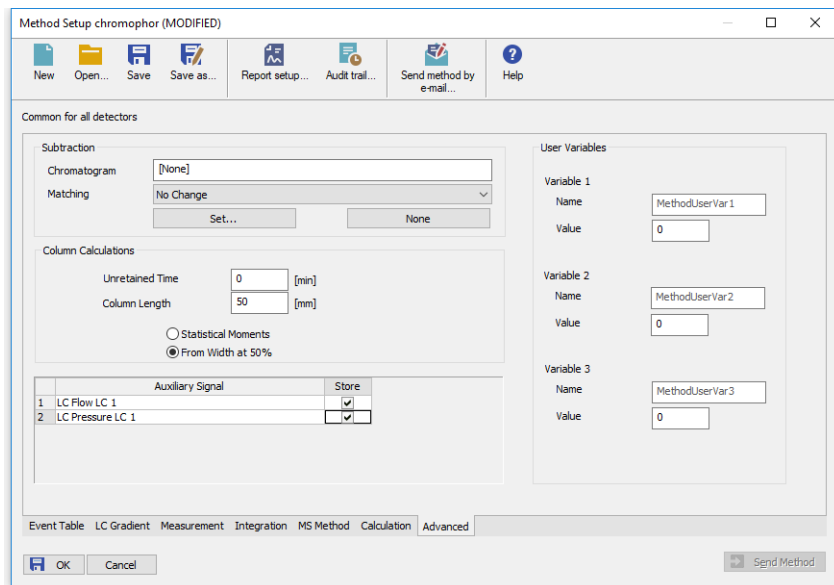 Method Setup chromophor (MODIFIED)
New Open... Save Save as... Report setup... Audit trail... Send method by e-mail... Help
Common for all detectors
Subtraction
Chromatogram [None]
Matching No Change
Set... None
Column Calculations
Unretained Time 0 [min]
Column Length 50 [mm]
Statistical Moments
From Width at 50%
Auxiliary Signal Store
1 LC Flow LC 1
2 LC Pressure LC 1
User Variables
Variable 1
Name MethodUserVar1
Value 0
Variable 2
Name MethodUserVar2
Value 0
Variable 3
Name MethodUserVar3
Value 0
Event Table LC Gradient Measurement Integration MS Method Calculation Advanced
OK Cancel Send Method